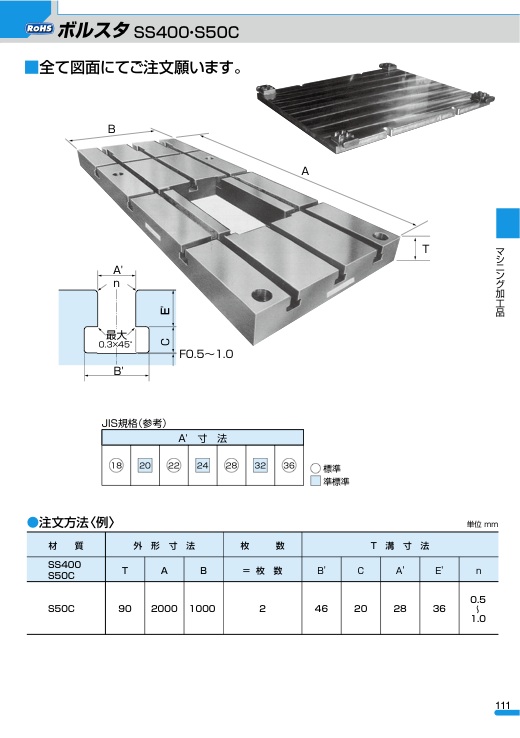 RoHS ボルスタ SS400・S50C
■全て図面にてご注文願います。
B
A
T
A'
n
E'
最大
0.3×45°
C
F0.5～1.0
B'
マシニング加工品
JIS規格（参考）
A' 寸 法
⑱ 20 ㉒ 24 ㉘ 32 ㊱
○ 標準
■ 準標準
●注文方法〈例〉
単位 mm
材 質 外 形 寸 法 枚 数 T 溝 寸 法
SS400
S50C
T A B ＝ 枚 数 B' C A' E' n
S50C 90 2000 1000 2 46 20 28 36 0.5～1.0
111